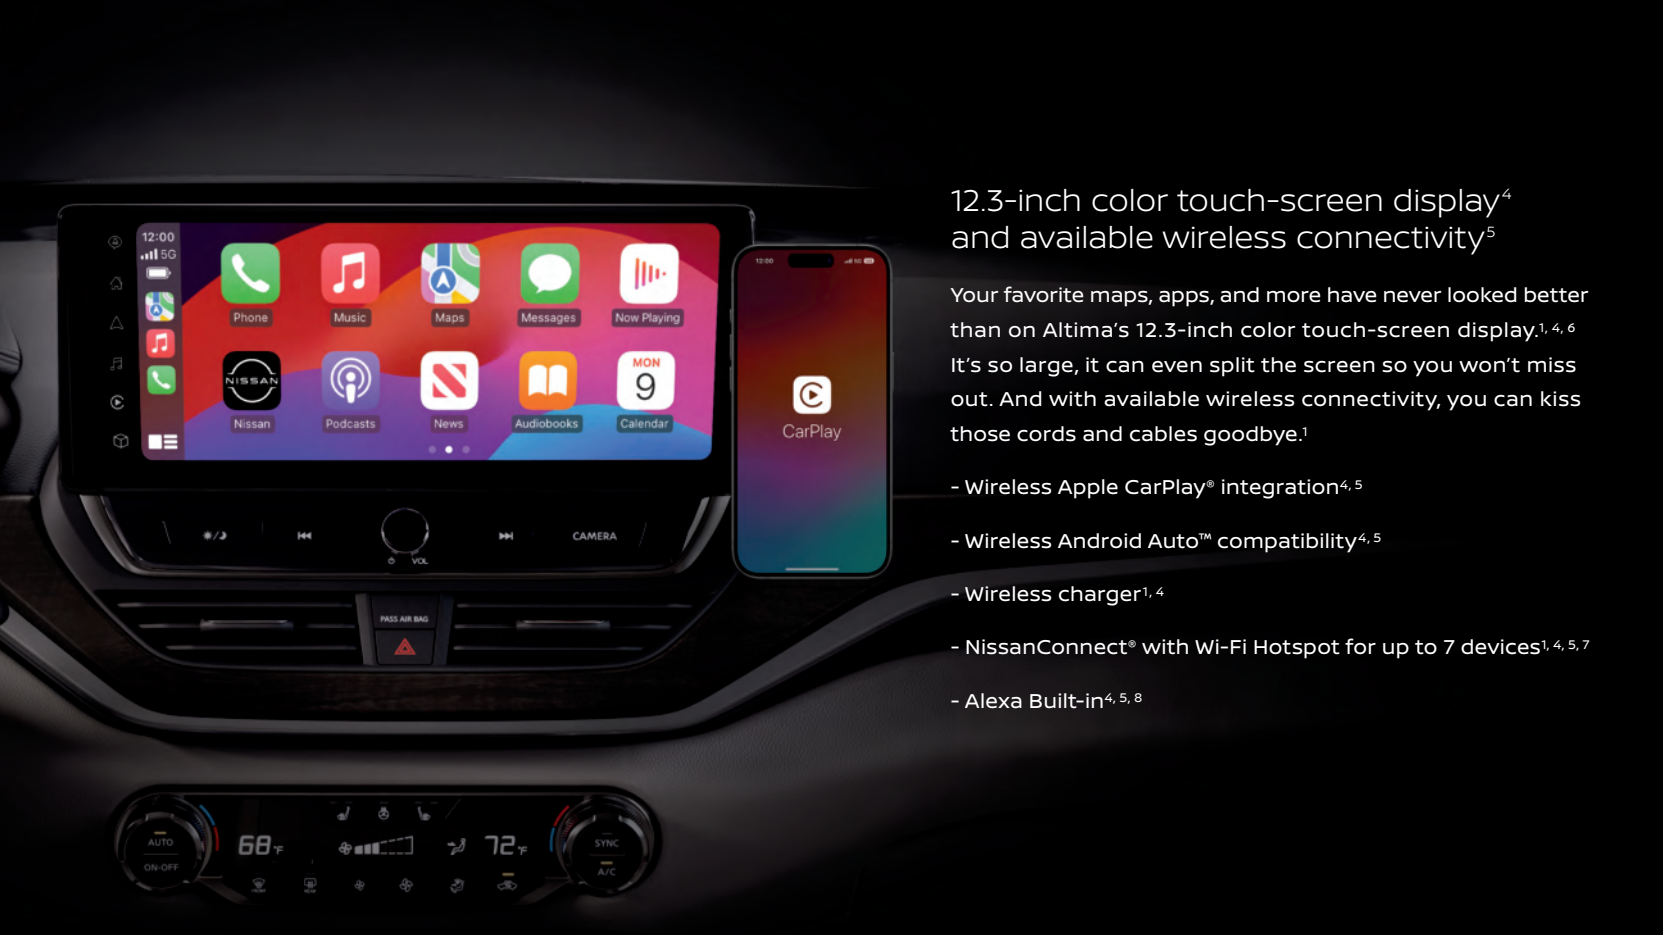 12:00
5G
Phone
Music
Maps
Messages
Now Playing
NISSAN
MON
9
Nissan
Podcasts
News
Audiobooks
Calendar
VOL
CAMERA
PASS AIR BAG
12:00
5G
CarPlay
AUTO
ON-OFF
68°F
72°F
SYNC
A/C
FRONT
REAR
12.3-inch color touch-screen display⁴
and available wireless connectivity⁵
Your favorite maps, apps, and more have never looked better
than on Altima’s 12.3-inch color touch-screen display.¹,⁴,⁶
It’s so large, it can even split the screen so you won’t miss
out. And with available wireless connectivity, you can kiss
those cords and cables goodbye.¹
- Wireless Apple CarPlay® integration⁴,⁵
- Wireless Android Auto™ compatibility⁴,⁵
- Wireless charger¹,⁴
- NissanConnect® with Wi-Fi Hotspot for up to 7 devices¹,⁴,⁵,⁷
- Alexa Built-in⁴,⁵,⁸